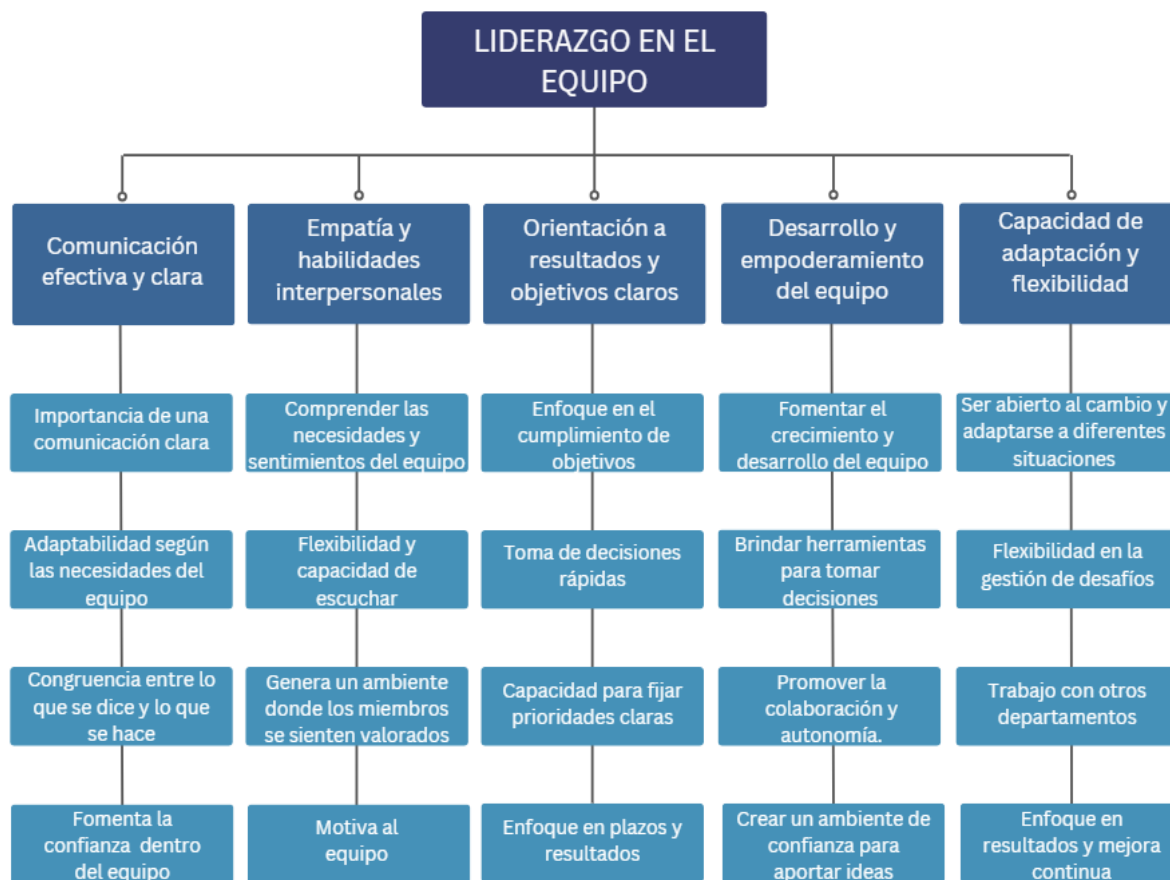 LIDERAZGO EN EL
EQUIPO
Comunicación
efectiva y clara
Empatía y
habilidades
interpersonales
Orientación a
resultados y
objetivos claros
Desarrollo y
empoderamiento
del equipo
Capacidad de
adaptación y
flexibilidad
Importancia de una
comunicación clara
Comprender las
necesidades y
sentimientos del equipo
Enfoque en el
cumplimiento de
objetivos
Fomentar el
crecimiento y
desarrollo del equipo
Ser abierto al cambio y
adaptarse a diferentes
situaciones
Adaptabilidad según
las necesidades del
equipo
Flexibilidad y
capacidad de
escuchar
Toma de decisiones
rápidas
Brindar herramientas
para tomar
decisiones
Flexibilidad en la
gestión de desafíos
Congruencia entre lo
que se dice y lo que
se hace
Genera un ambiente
donde los miembros
se sienten valorados
Capacidad para fijar
prioridades claras
Promover la
colaboración y
autonomía.
Trabajo con otros
departamentos
Fomenta la
confianza dentro
del equipo
Motiva al
equipo
Enfoque en plazos y
resultados
Crear un ambiente de
confianza para
aportar ideas
Enfoque en
resultados y mejora
continua